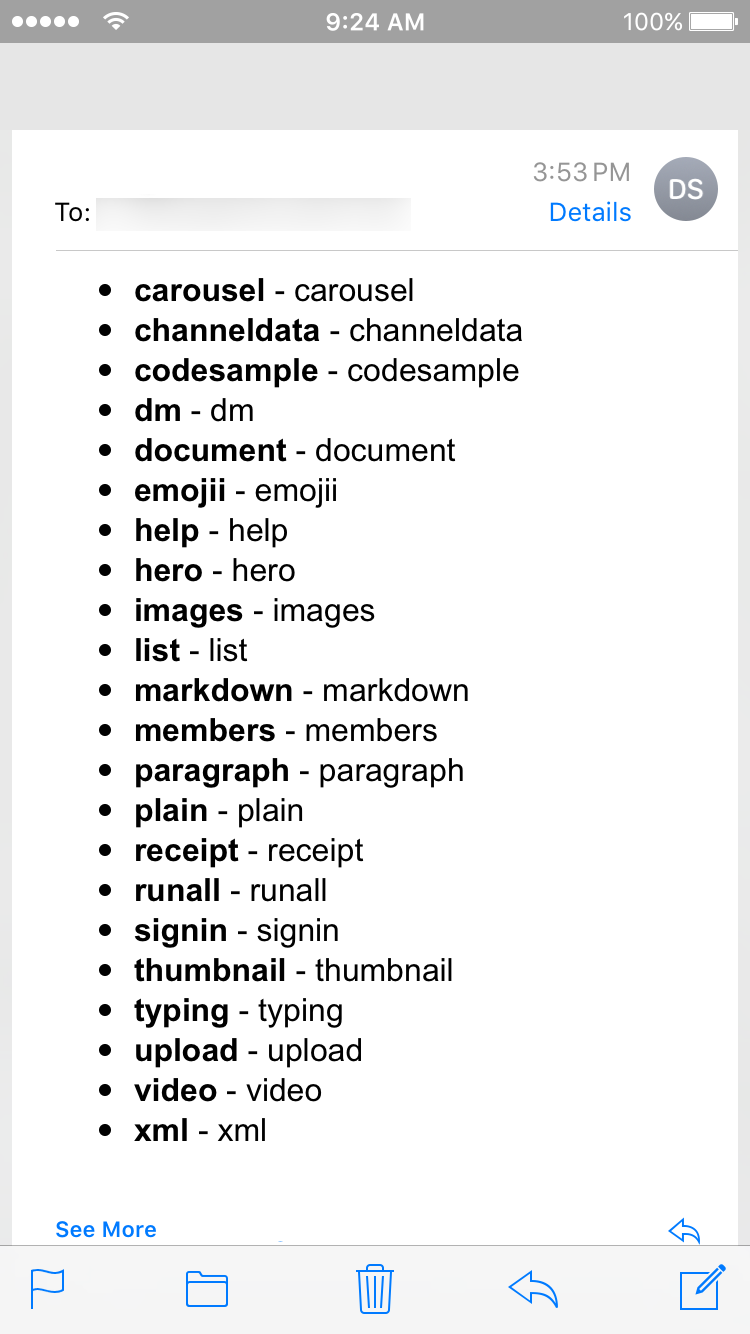 9:24 AM 100%
3:53 PM
DS
To:
Details
• carousel - carousel
• channeldata - channeldata
• codesample - codesample
• dm - dm
• document - document
• emojii - emojii
• help - help
• hero - hero
• images - images
• list - list
• markdown - markdown
• members - members
• paragraph - paragraph
• plain - plain
• receipt - receipt
• runall - runall
• signin - signin
• thumbnail - thumbnail
• typing - typing
• upload - upload
• video - video
• xml - xml
See More